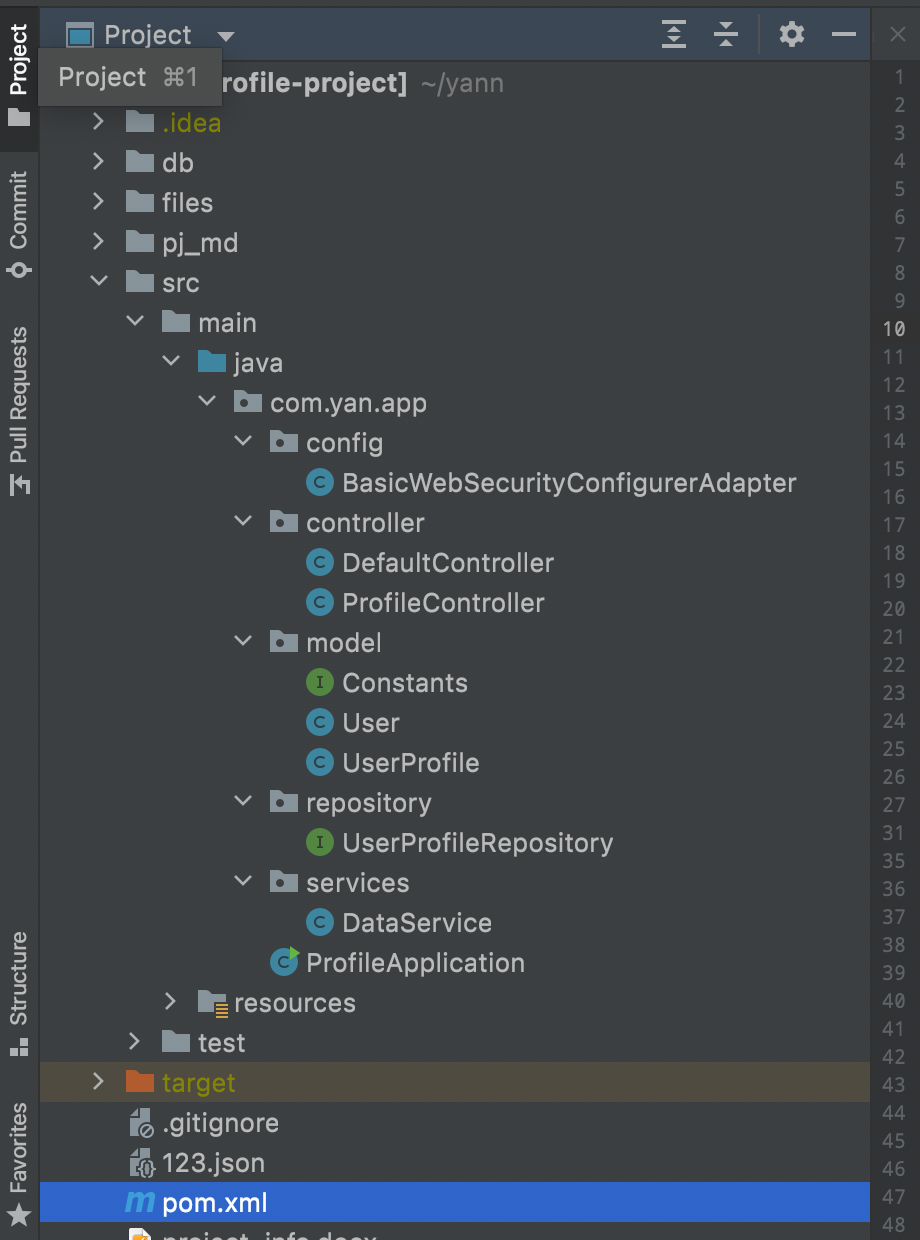 Project
Project ⌘1
rofile-project] ~/yann
.idea
db
files
pj_md
src
main
java
com.yan.app
config
BasicWebSecurityConfigurerAdapter
controller
DefaultController
ProfileController
model
Constants
User
UserProfile
repository
UserProfileRepository
services
DataService
ProfileApplication
resources
test
target
.gitignore
123.json
pom.xml
project_info.docx
Project
Commit
Pull Requests
Structure
Favorites
1
2
3
4
5
6
7
8
9
10
11
12
13
14
15
16
17
18
19
20
21
22
23
24
25
26
27
31
35
36
37
38
39
40
41
42
43
44
45
46
47
48